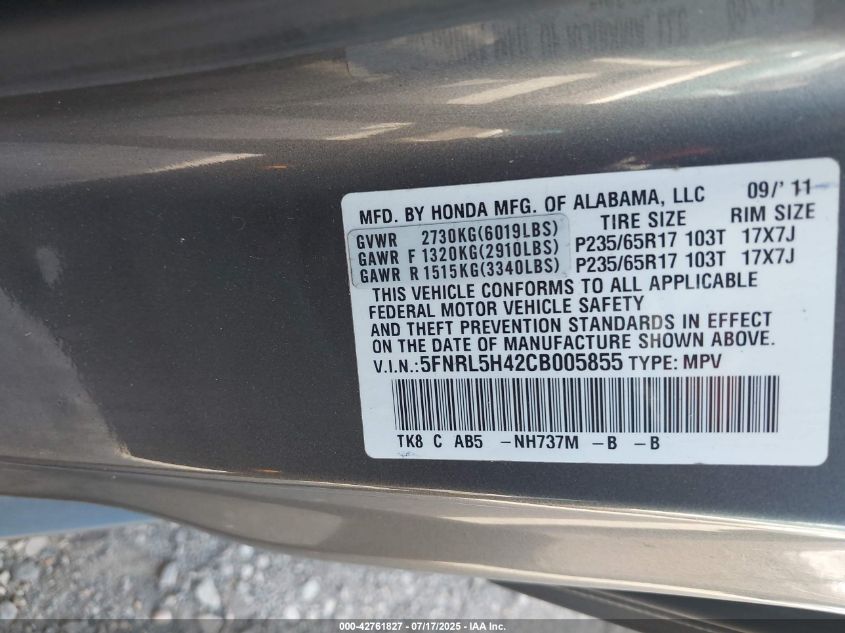 MFD. BY HONDA MFG. OF ALABAMA, LLC 09/'11
TIRE SIZE RIM SIZE
GVWR 2730KG(6019LBS)
GAWR F 1320KG(2910LBS) P235/65R17 103T 17X7J
GAWR R 1515KG(3340LBS) P235/65R17 103T 17X7J
THIS VEHICLE CONFORMS TO ALL APPLICABLE
FEDERAL MOTOR VEHICLE SAFETY
AND THEFT PREVENTION STANDARDS IN EFFECT
ON THE DATE OF MANUFACTURE SHOWN ABOVE.
V.I.N.:5FNRL5H42CB005855 TYPE: MPV
TK8 C AB5 -NH737M -B -B
000-42761827 - 07/17/2025 - IAA Inc.